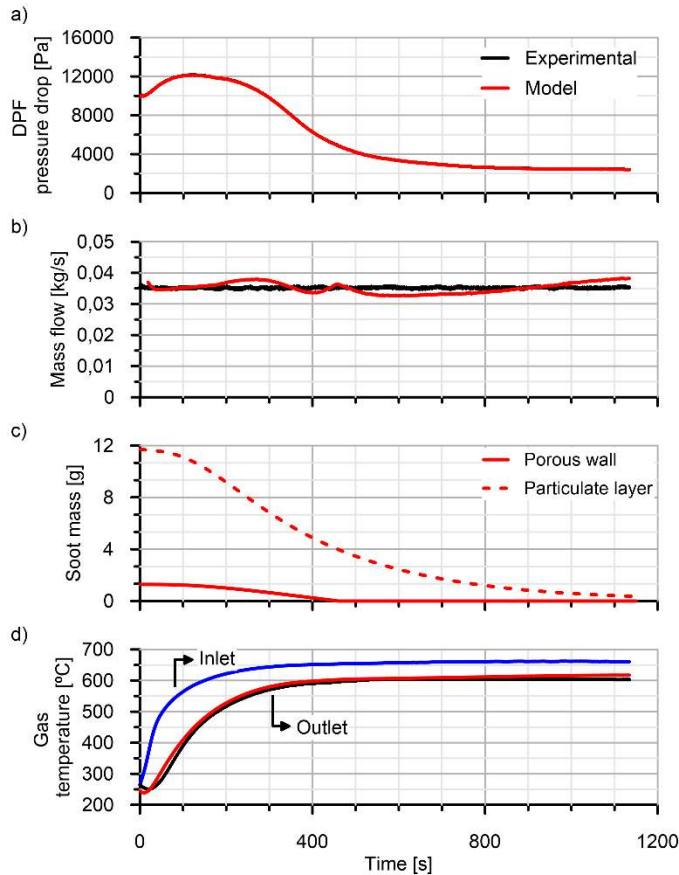 a)
DPF
pressure drop [Pa]
16000
12000
8000
4000
0
Experimental
Model
b)
Mass flow [kg/s]
0,05
0,04
0,03
0,02
0,01
0
c)
Soot mass [g]
12
8
4
0
Porous wall
Particulate layer
d)
Gas
temperature [ºC]
700
600
500
400
300
200
Inlet
Outlet
0
400
800
1200
Time [s]